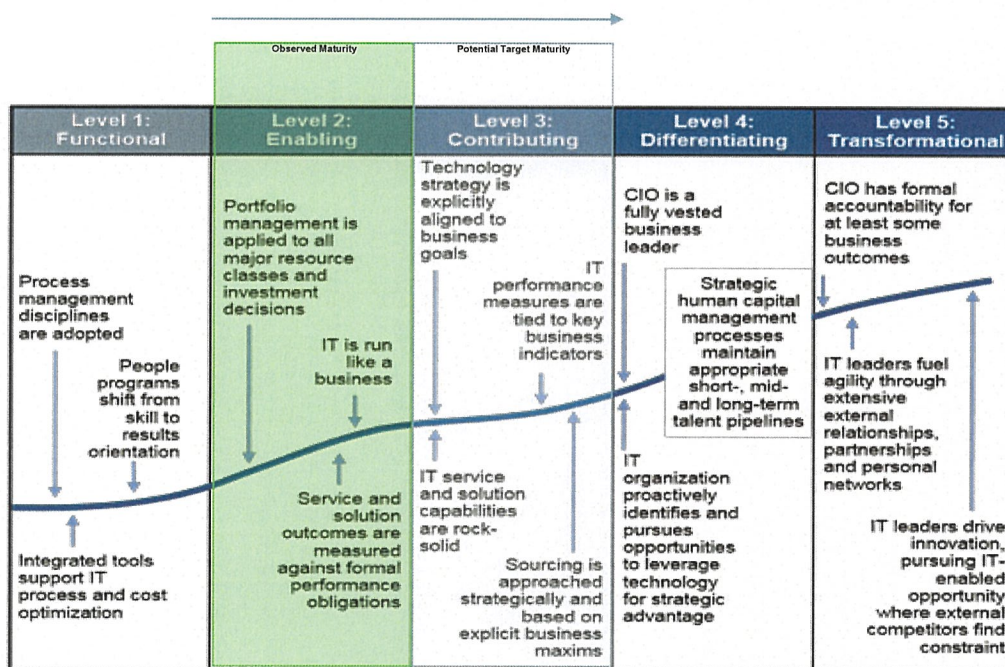 Observed Maturity
Potential Target Maturity
Level 1:
Functional
Level 2:
Enabling
Level 3:
Contributing
Level 4:
Differentiating
Level 5:
Transformational
Process
management
disciplines
are adopted
People
programs
shift from
skill to
results
orientation
Integrated tools
support IT
process and cost
optimization
Portfolio
management is
applied to all
major resource
classes and
investment
decisions
IT is run
like a
business
Service and
solution
outcomes are
measured
against formal
performance
obligations
Technology
strategy is
explicitly
aligned to
business
goals
IT
performance
measures are
tied to key
business
indicators
IT service
and solution
capabilities
are rock-
solid
Sourcing is
approached
strategically and
based on
explicit business
maxims
CIO is a
fully vested
business
leader
Strategic
human capital
management
processes
maintain
appropriate
short-, mid-
and long-term
talent pipelines
IT
organization
proactively
identifies and
pursues
opportunities
to leverage
technology
for strategic
advantage
CIO has formal
accountability for
at least some
business
outcomes
IT leaders fuel
agility through
extensive
external
relationships,
partnerships
and personal
networks
IT leaders drive
innovation,
pursuing IT-
enabled
opportunity
where external
competitors find
constraint